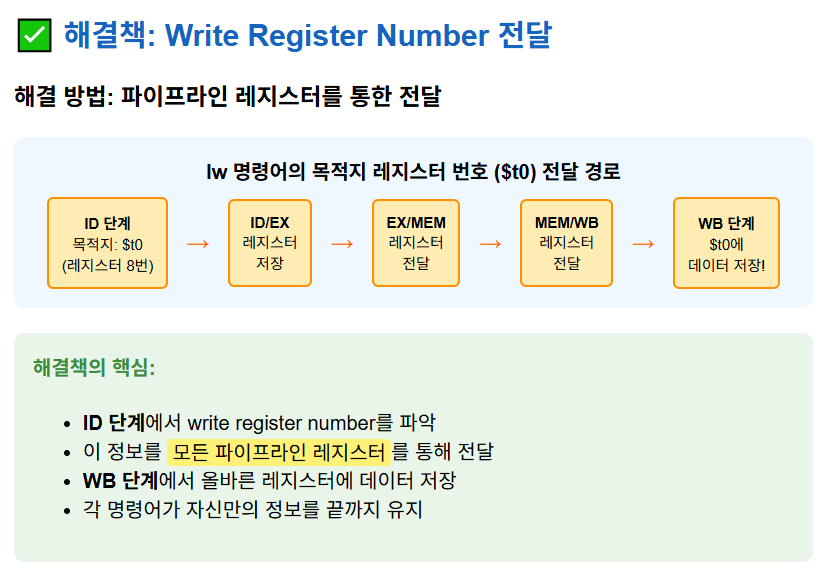 ✅ 해결책: Write Register Number 전달
해결 방법: 파이프라인 레지스터를 통한 전달
lw 명령어의 목적지 레지스터 번호 ($t0) 전달 경로
ID 단계
목적지: $t0
(레지스터 8번)
→
ID/EX
레지스터
저장
→
EX/MEM
레지스터
전달
→
MEM/WB
레지스터
전달
→
WB 단계
$t0에
데이터 저장!
해결책의 핵심:
• ID 단계에서 write register number를 파악
• 이 정보를 모든 파이프라인 레지스터를 통해 전달
• WB 단계에서 올바른 레지스터에 데이터 저장
• 각 명령어가 자신만의 정보를 끝까지 유지